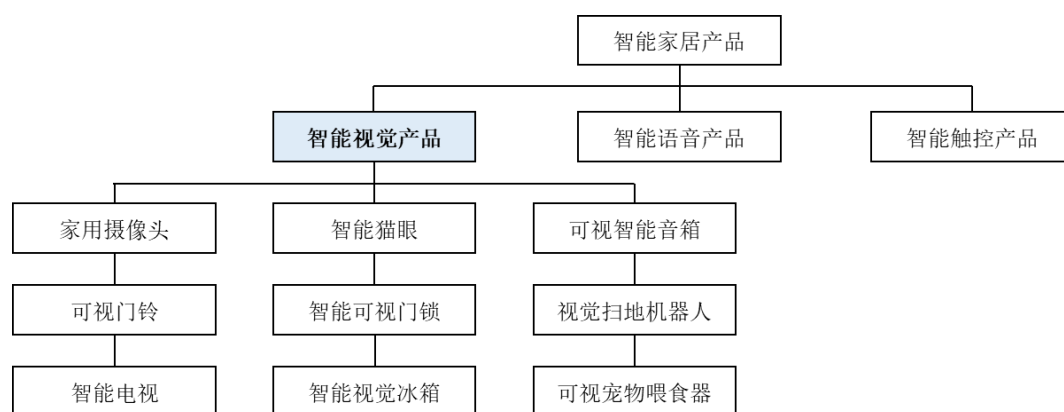 智能家居产品
智能视觉产品
智能语音产品
智能触控产品
家用摄像头
智能猫眼
可视智能音箱
可视门铃
智能可视门锁
视觉扫地机器人
智能电视
智能视觉冰箱
可视宠物喂食器